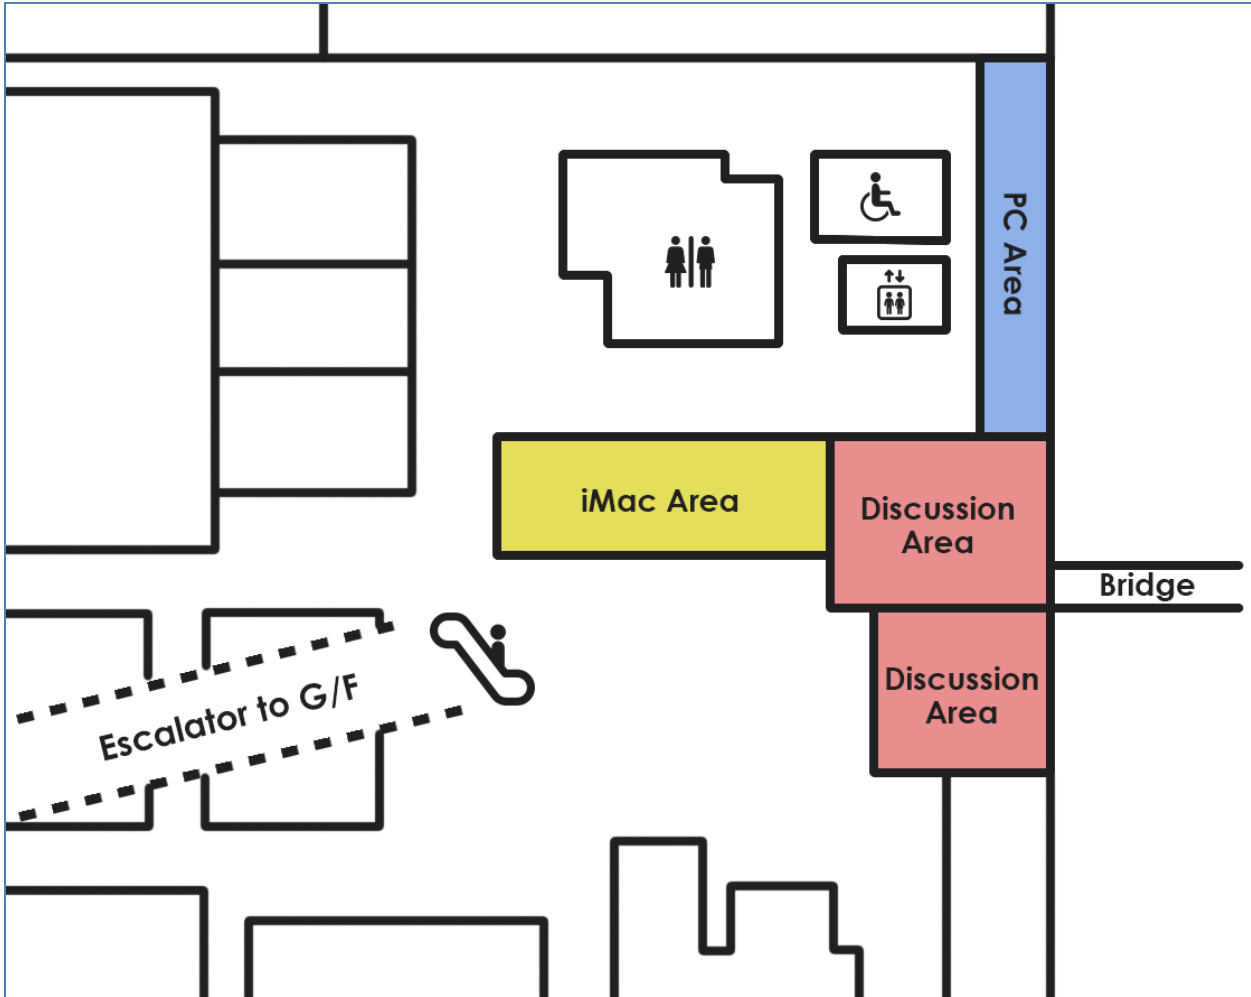 PC Area
iMac Area
Discussion
Area
Bridge
Discussion
Area
Escalator to G/F